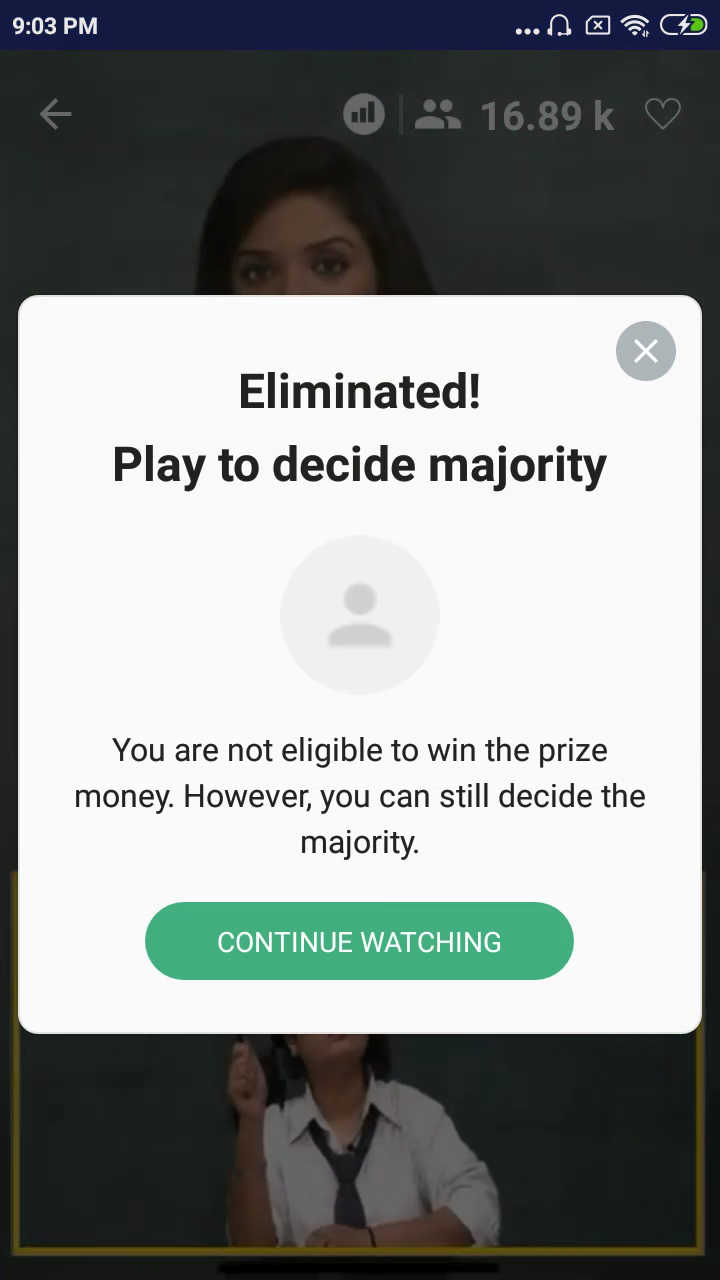 9:03 PM
16.89 k
Eliminated!
Play to decide majority
You are not eligible to win the prize
money. However, you can still decide the
majority.
CONTINUE WATCHING